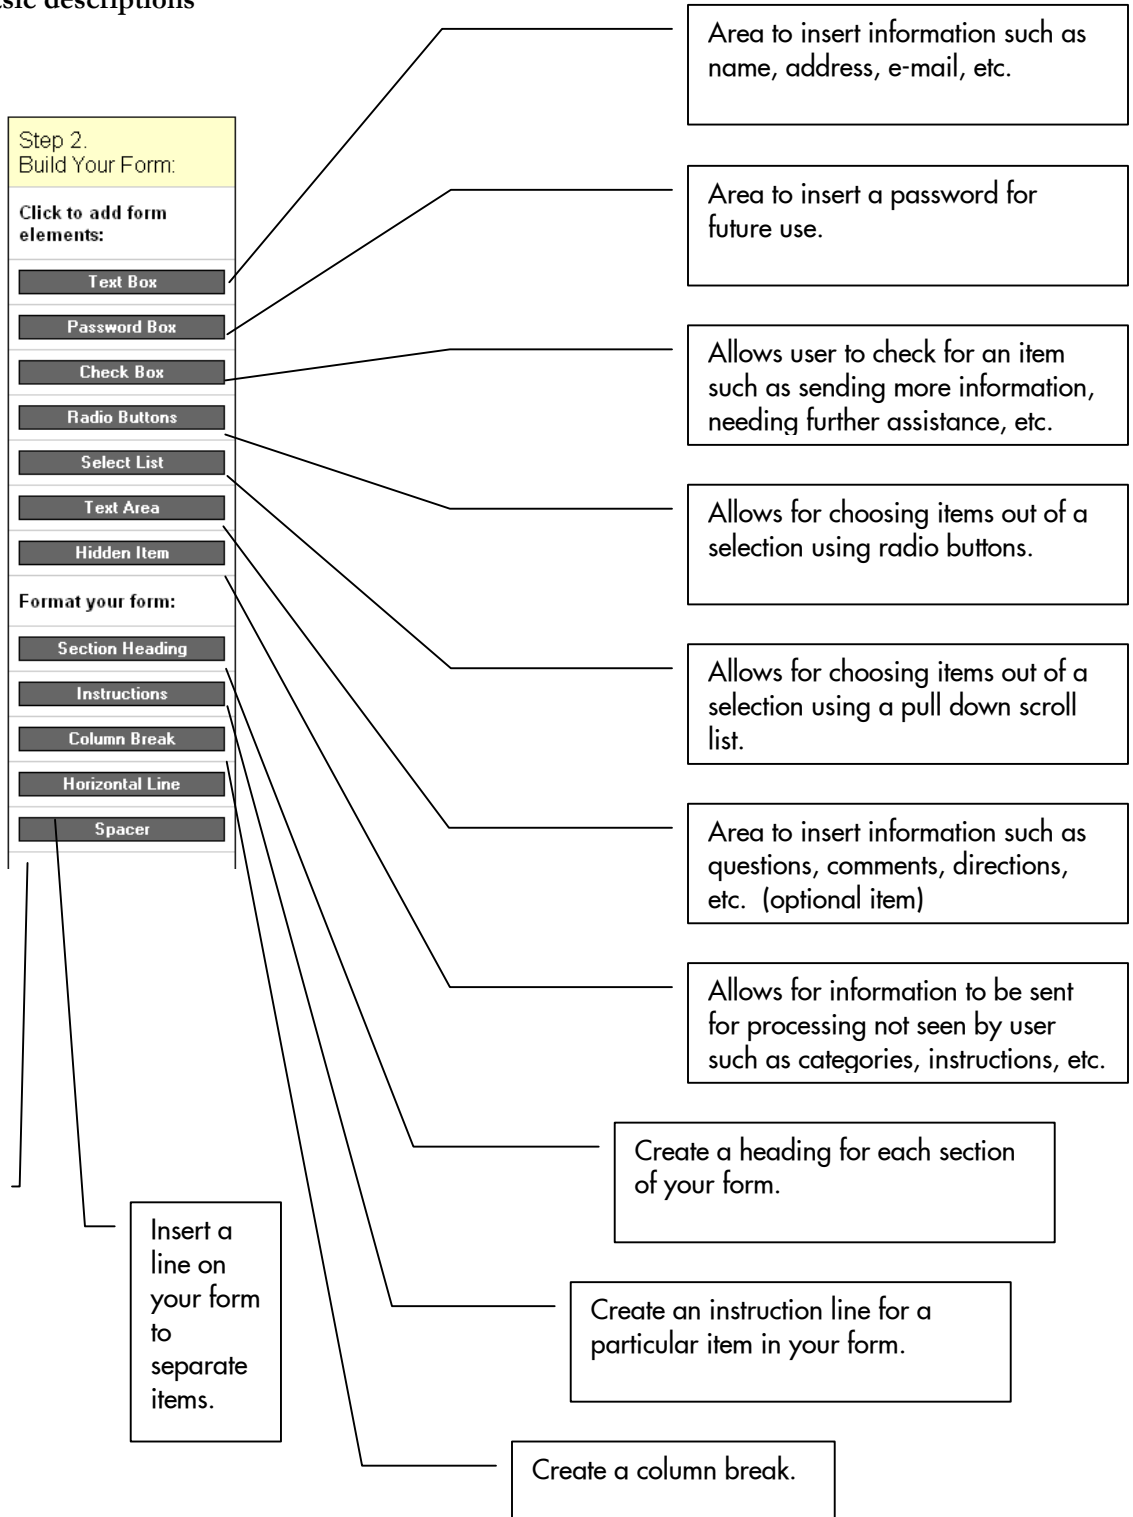 descriptions
Step 2.
Build Your Form:
Click to add form
elements:
Text Box
Password Box
Check Box
Radio Buttons
Select List
Text Area
Hidden Item
Format your form:
Section Heading
Instructions
Column Break
Horizontal Line
Spacer
Area to insert information such as
name, address, e-mail, etc.
Area to insert a password for
future use.
Allows user to check for an item
such as sending more information,
needing further assistance, etc.
Allows for choosing items out of a
selection using radio buttons.
Allows for choosing items out of a
selection using a pull down scroll
list.
Area to insert information such as
questions, comments, directions,
etc.  (optional item)
Allows for information to be sent
for processing not seen by user
such as categories, instructions, etc.
Create a heading for each section
of your form.
Insert a
line on
your form
to
separate
items.
Create an instruction line for a
particular item in your form.
Create a column break.